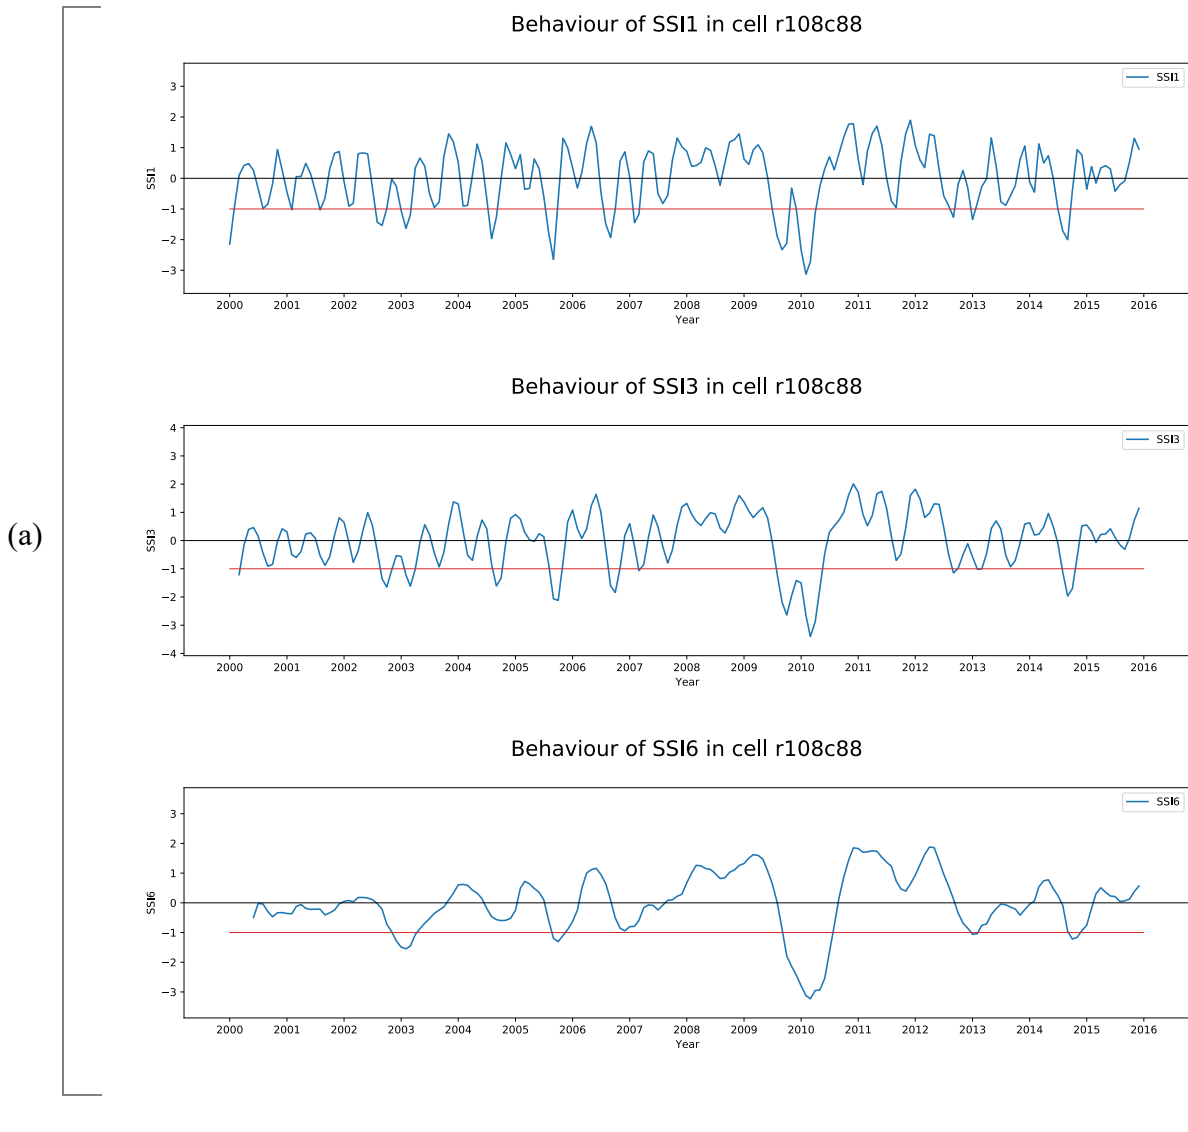 Behaviour of SSI1 in cell r108c88
SSI1
3
2
1
0
−1
−2
−3
SSI1
2000 2001 2002 2003 2004 2005 2006 2007 2008 2009 2010 2011 2012 2013 2014 2015 2016
Year
Behaviour of SSI3 in cell r108c88
SSI3
4
3
2
1
0
−1
−2
−3
−4
SSI3
2000 2001 2002 2003 2004 2005 2006 2007 2008 2009 2010 2011 2012 2013 2014 2015 2016
Year
(a)
Behaviour of SSI6 in cell r108c88
SSI6
3
2
1
0
−1
−2
−3
SSI6
2000 2001 2002 2003 2004 2005 2006 2007 2008 2009 2010 2011 2012 2013 2014 2015 2016
Year